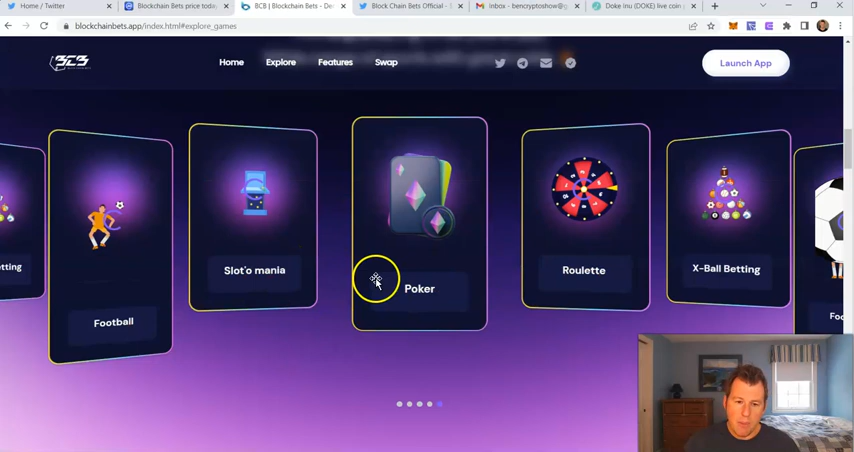 Home / Twitter
Blockchain Bets price today
BCB | Blockchain Bets - De
Block Chain Bets Official -
Inbox - bencryptoshow@g
Doke Inu (DOKE) live coin
blockchainbets.app/index.html#explore_games
BCB
Home
Explore
Features
Swap
Launch App
etting
Football
Slot'o mania
Poker
Roulette
X-Ball Betting
Foo